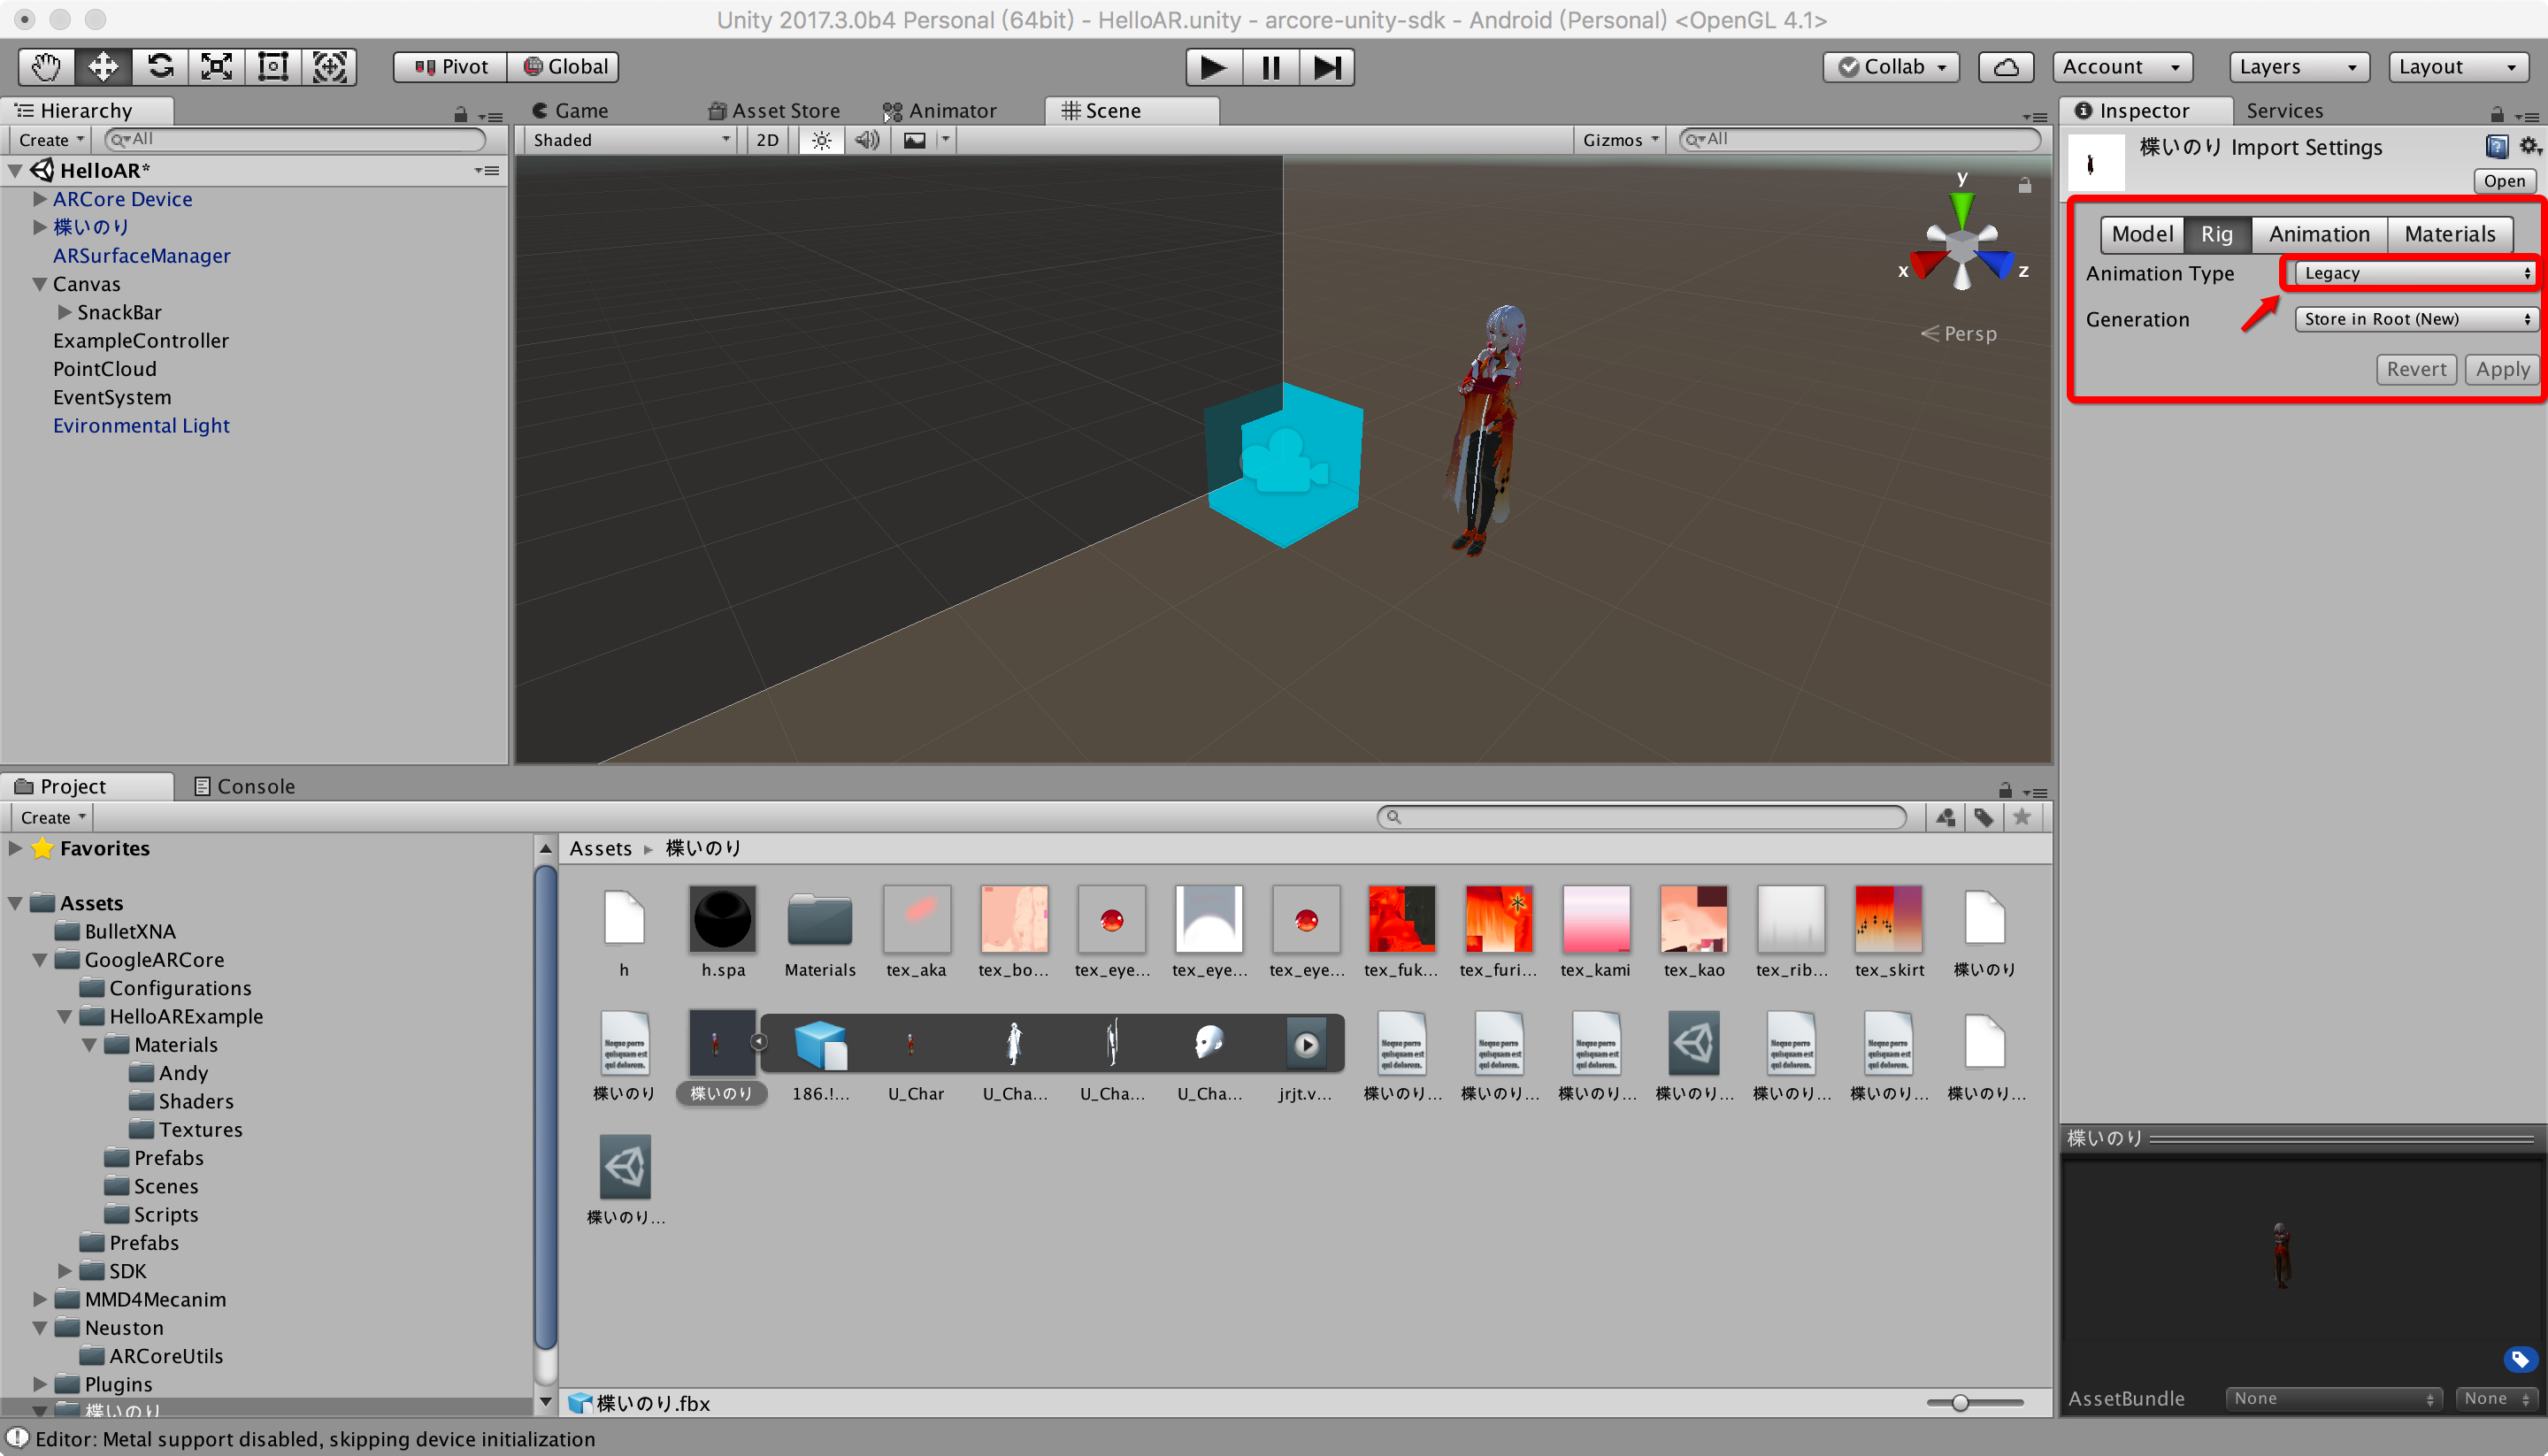 Unity 2017.3.0b4 Personal (64bit) - HelloAR.unity - arcore-unity-sdk - Android (Personal) <OpenGL 4.1>
Pivot Global Collab Account Layers Layout
Hierarchy
Create All
HelloAR*
ARCore Device
楪いのり
ARSurfaceManager
Canvas
SnackBar
ExampleController
PointCloud
EventSystem
Evironmental Light
Game Asset Store Animator Scene
Shaded 2D Gizmos All
y
x z
Persp
Inspector Services
楪いのり Import Settings
Open
Model Rig Animation Materials
Animation Type Legacy
Generation Store in Root (New)
Revert Apply
Project Console
Create
Favorites
Assets
BulletXNA
GoogleARCore
Configurations
HelloARExample
Materials
Andy
Shaders
Textures
Prefabs
Scenes
Scripts
Prefabs
SDK
MMD4Mecanim
Neuston
ARCoreUtils
Plugins
楪いのり
Assets 楪いのり
h h.spa Materials tex_aka tex_bo... tex_eye... tex_eye... tex_eye... tex_fuk... tex_furi... tex_kami tex_kao tex_rib... tex_skirt 楪いのり
楪いのり 楪いのり 186.!... U_Char U_Cha... U_Cha... U_Cha... jrjt.v... 楪いのり... 楪いのり... 楪いのり... 楪いのり... 楪いのり... 楪いのり... 楪いのり...
楪いのり...
楪いのり.fbx
楪いのり
AssetBundle None None
Editor: Metal support disabled, skipping device initialization